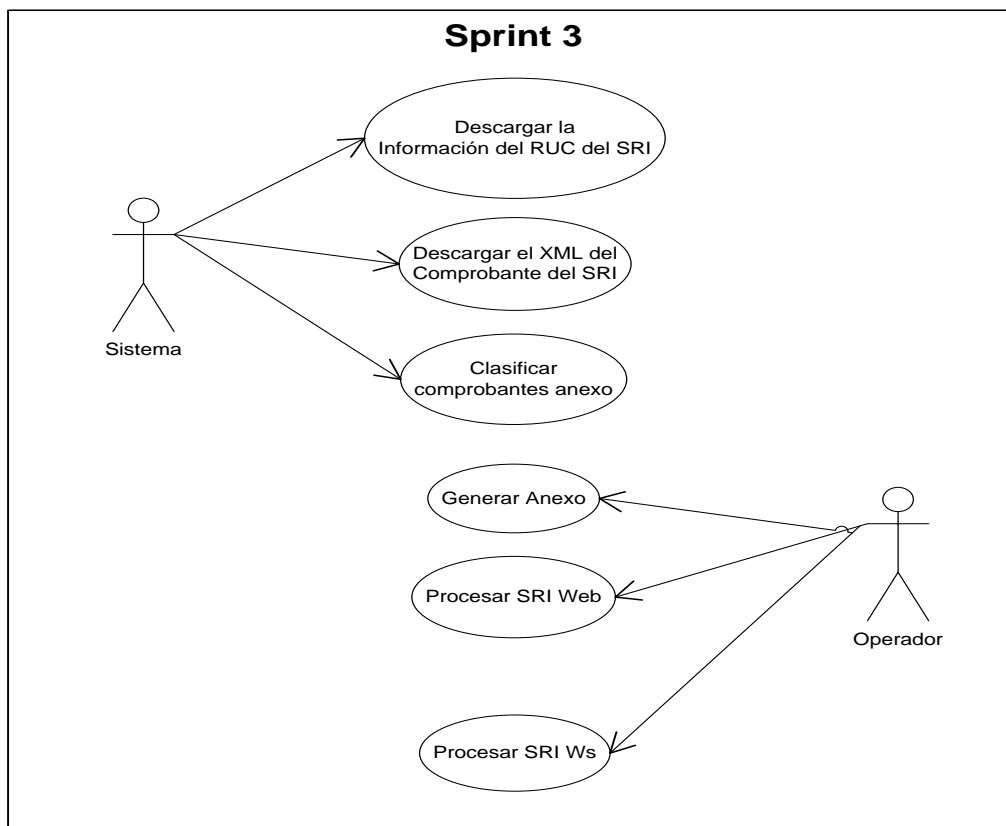 Sprint 3
Descargar la
Información del RUC del SRI
Descargar el XML del
Comprobante del SRI
Sistema
Clasificar
comprobantes anexo
Generar Anexo
Procesar SRI Web
Operador
Procesar SRI Ws